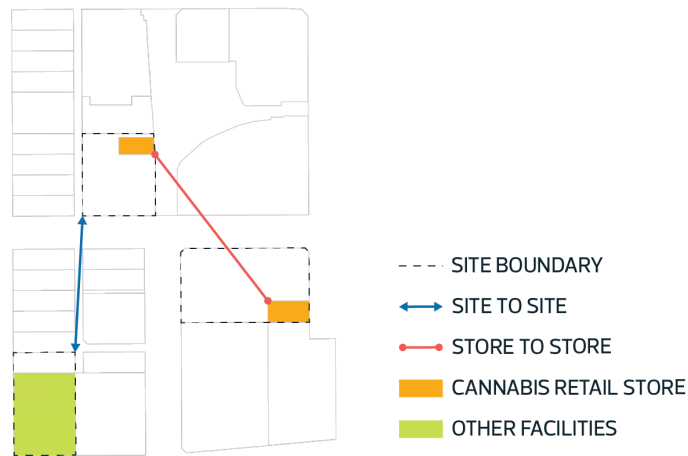 SITE BOUNDARY
SITE TO SITE
STORE TO STORE
CANNABIS RETAIL STORE
OTHER FACILITIES